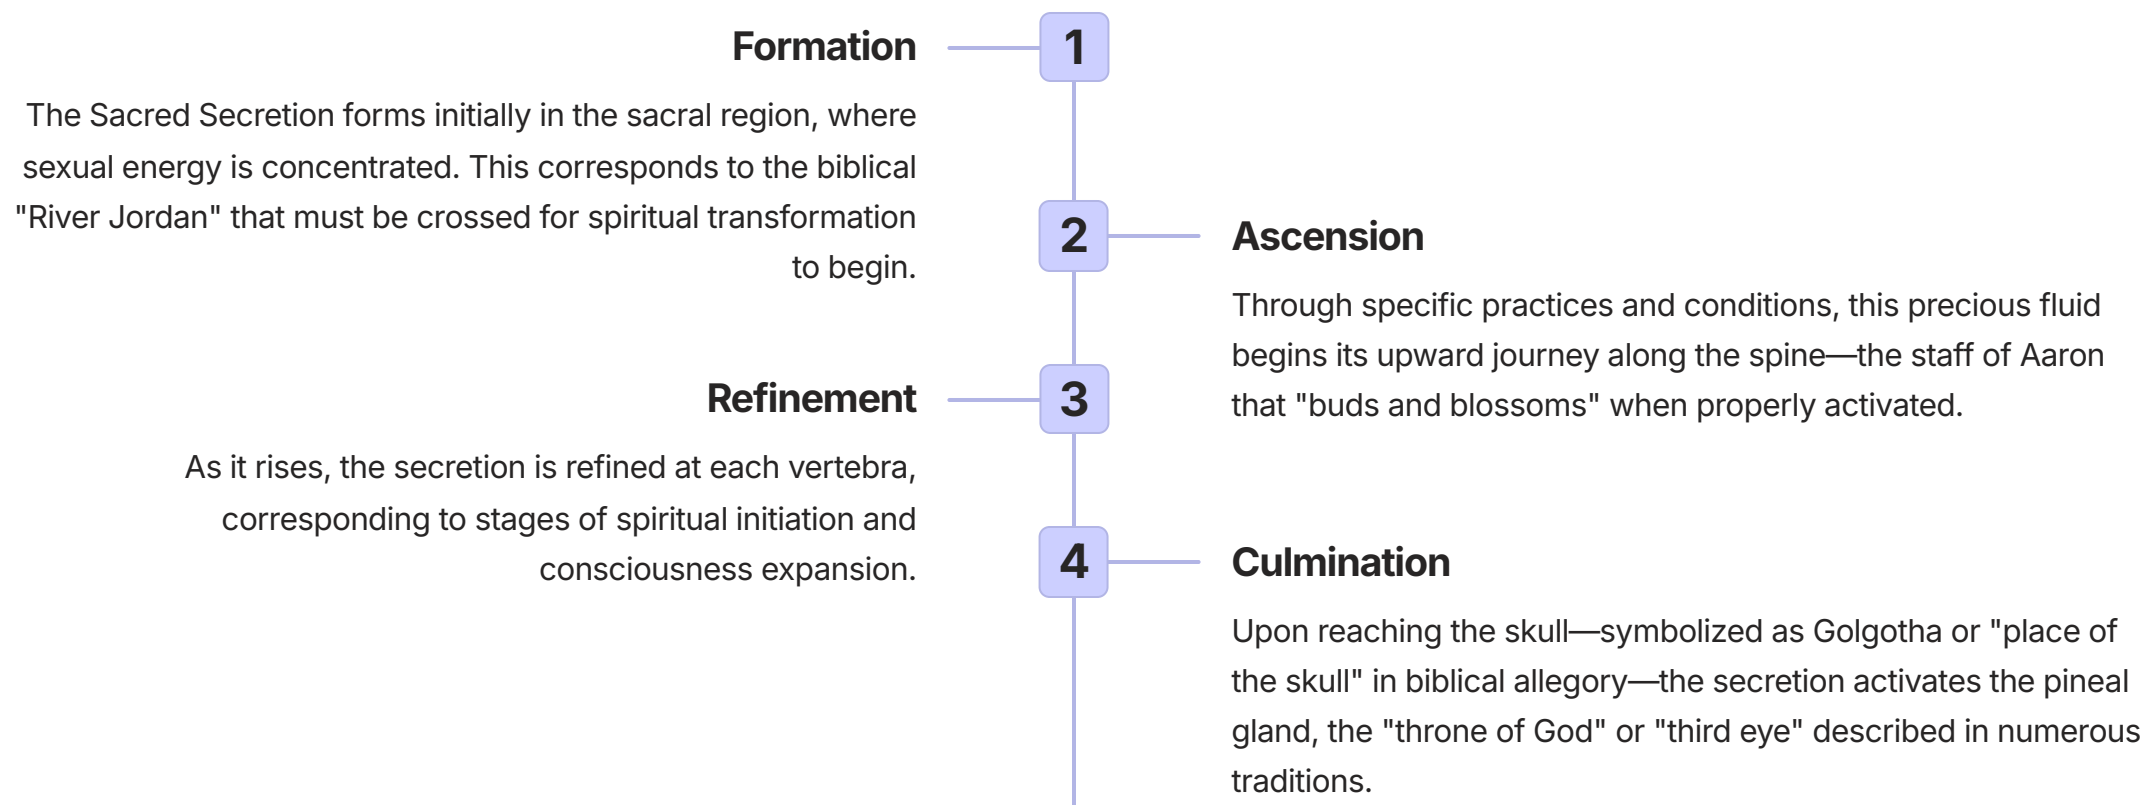 Formation
1
The Sacred Secretion forms initially in the sacral region, where
sexual energy is concentrated. This corresponds to the biblical
"River Jordan" that must be crossed for spiritual transformation
to begin.
2
Ascension
Through specific practices and conditions, this precious fluid
begins its upward journey along the spine—the staff of Aaron
that "buds and blossoms" when properly activated.
Refinement
3
As it rises, the secretion is refined at each vertebra,
corresponding to stages of spiritual initiation and
consciousness expansion.
4
Culmination
Upon reaching the skull—symbolized as Golgotha or "place of
the skull" in biblical allegory—the secretion activates the pineal
gland, the "throne of God" or "third eye" described in numerous
traditions.